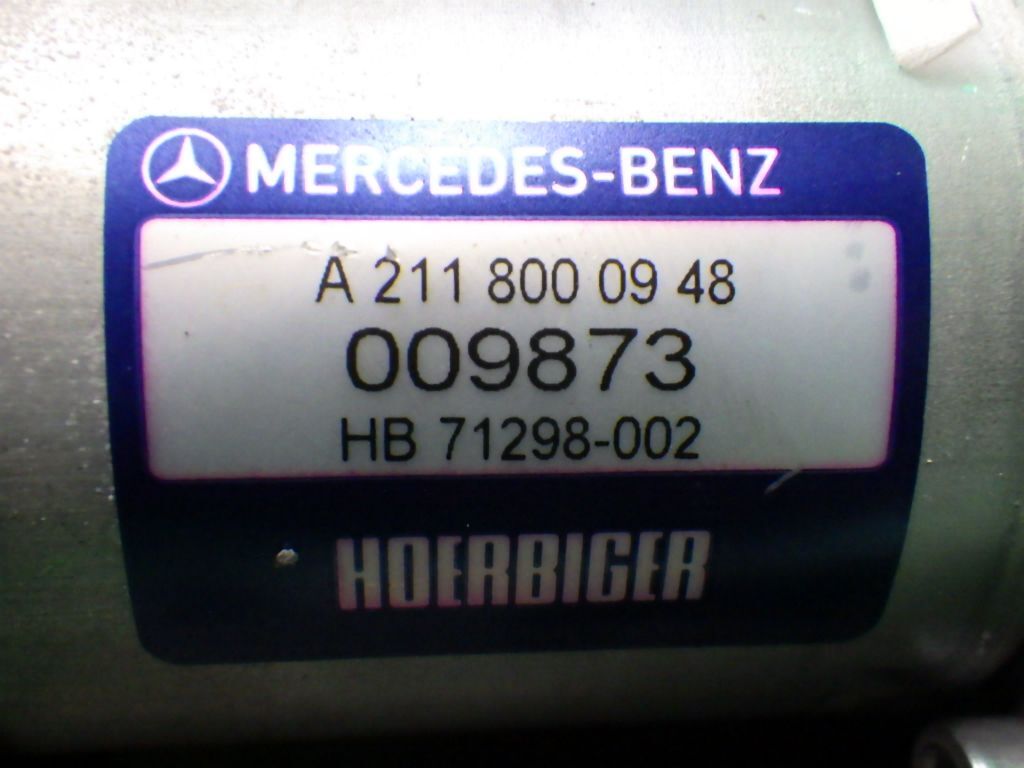 MERCEDES-BENZ
A 211 800 09 48
009873
HB 71298-002
HOERBIGER